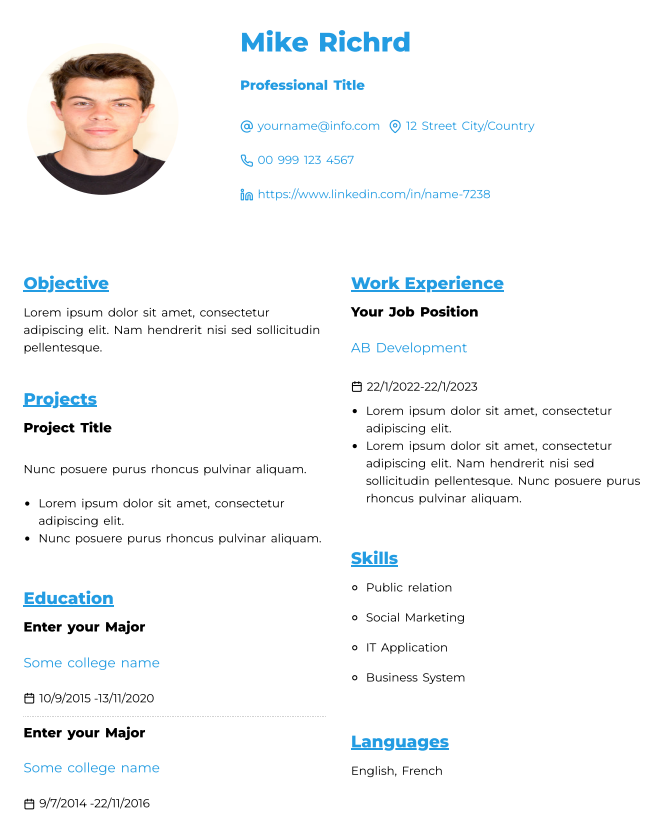 Mike Richrd
Professional Title
yourname@info.com 12 Street City/Country
00 999 123 4567
https://www.linkedin.com/in/name-7238
Objective
Lorem ipsum dolor sit amet, consectetur
adipiscing elit. Nam hendrerit nisi sed sollicitudin
pellentesque.
Projects
Project Title
Nunc posuere purus rhoncus pulvinar aliquam.
• Lorem ipsum dolor sit amet, consectetur
adipiscing elit.
• Nunc posuere purus rhoncus pulvinar aliquam.
Education
Enter your Major
Some college name
10/9/2015 -13/11/2020
Enter your Major
Some college name
9/7/2014 -22/11/2016
Work Experience
Your Job Position
AB Development
22/1/2022-22/1/2023
• Lorem ipsum dolor sit amet, consectetur
adipiscing elit.
• Lorem ipsum dolor sit amet, consectetur
adipiscing elit. Nam hendrerit nisi sed
sollicitudin pellentesque. Nunc posuere purus
rhoncus pulvinar aliquam.
Skills
Public relation
Social Marketing
IT Application
Business System
Languages
English, French